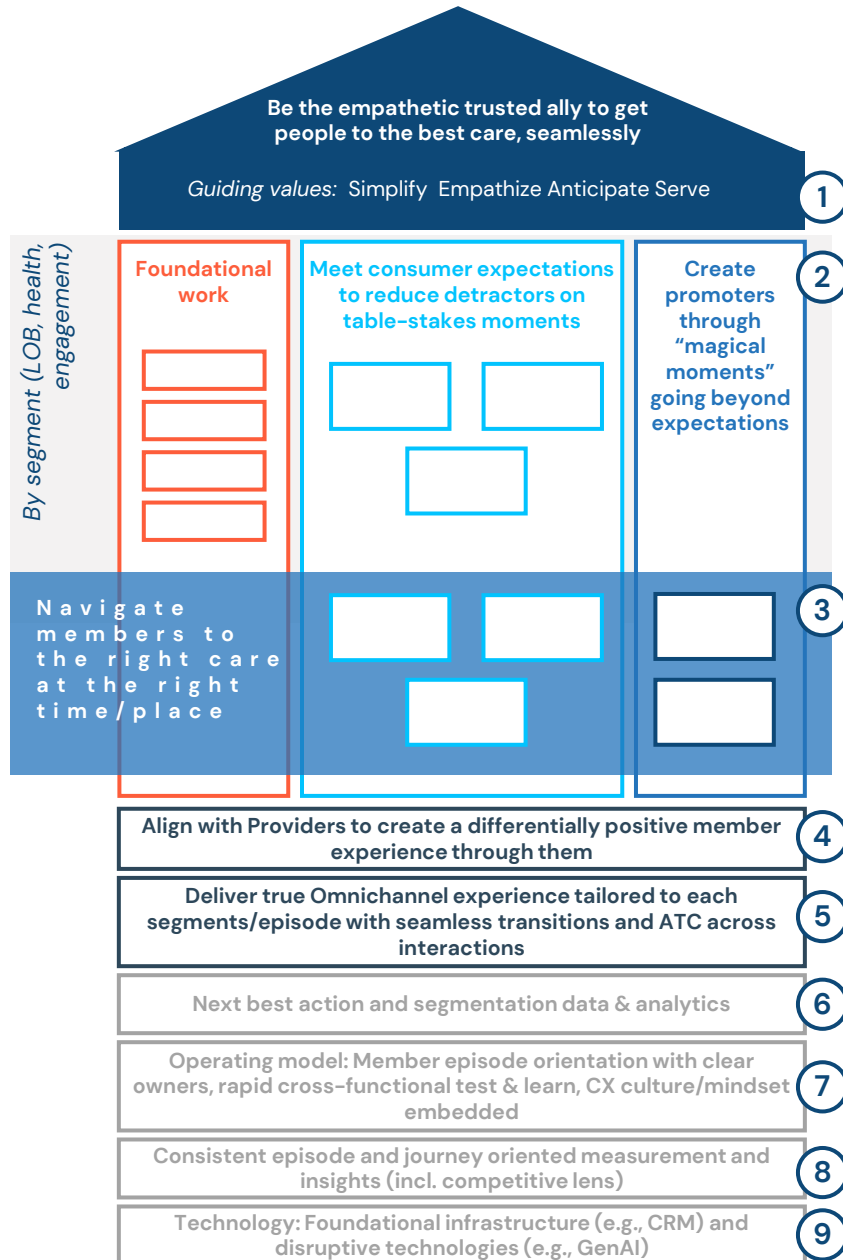 Be the empathetic trusted ally to get
people to the best care, seamlessly
Guiding values: Simplify Empathize Anticipate Serve
1
By segment (LOB, health,
engagement)
Foundational
work
Meet consumer expectations
to reduce detractors on
table-stakes moments
Create
promoters
through
“magical
moments”
going beyond
expectations
2
Navigate
members to
the right care
at the right
time/place
3
Align with Providers to create a differentially positive member
experience through them
4
Deliver true Omnichannel experience tailored to each
segments/episode with seamless transitions and ATC across
interactions
5
Next best action and segmentation data & analytics
6
Operating model: Member episode orientation with clear
owners, rapid cross-functional test & learn, CX culture/mindset
embedded
7
Consistent episode and journey oriented measurement and
insights (incl. competitive lens)
8
Technology: Foundational infrastructure (e.g., CRM) and
disruptive technologies (e.g., GenAI)
9